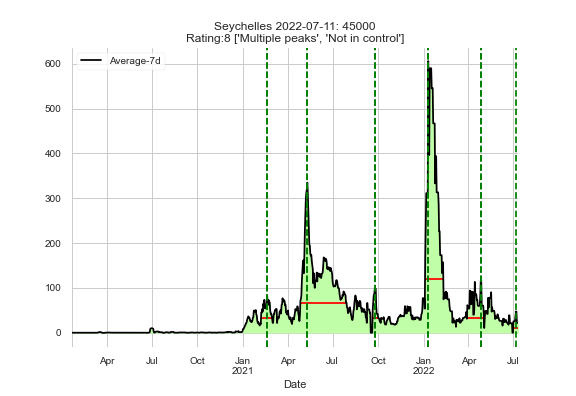 Seychelles 2022-07-11: 45000
Rating:8 ['Multiple peaks', 'Not in control']
Average-7d
600
500
400
300
200
100
0
Apr Jul Oct Jan Apr Jul Oct Jan Apr Jul
2021 2022
Date